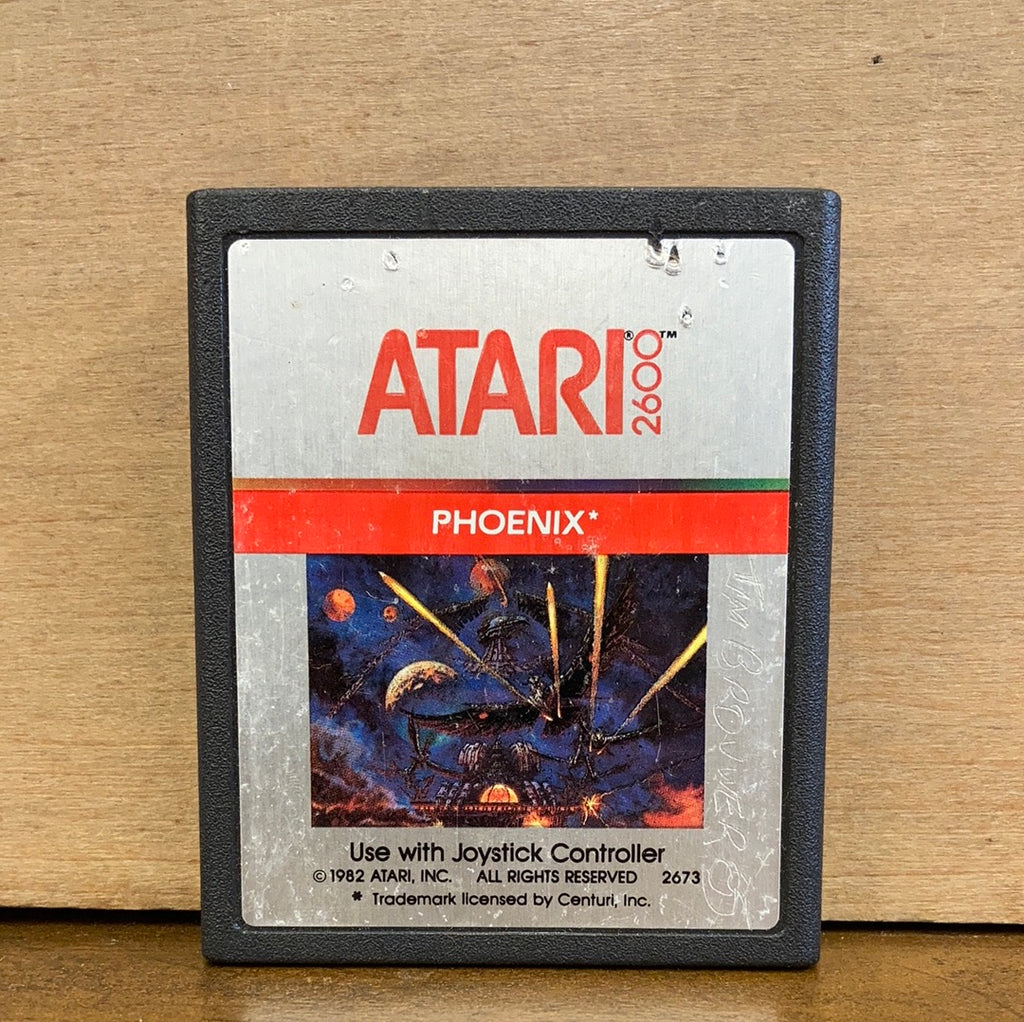 ATARI® 2600™
PHOENIX*
TIM BROUWER
Use with Joystick Controller
© 1982 ATARI, INC. ALL RIGHTS RESERVED 2673
* Trademark licensed by Centuri, Inc.